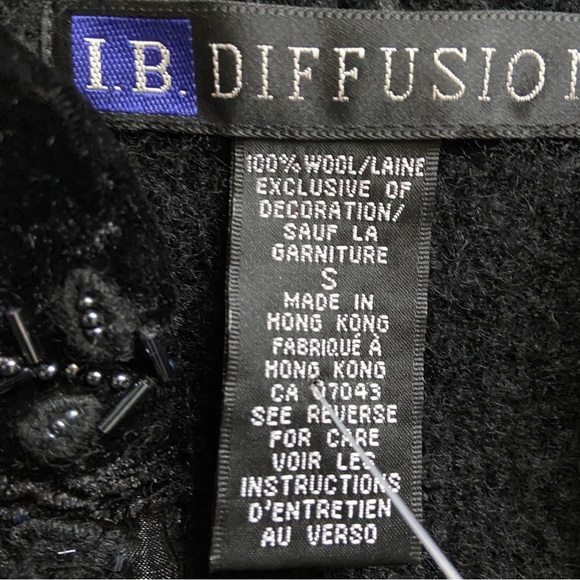 I.B. DIFFUSION
100% WOOL/LAINE
EXCLUSIVE OF
DECORATION/
SAUF LA
GARNITURE
S
MADE IN
HONG KONG
FABRIQUÉ À
HONG KONG
CA 07043
SEE REVERSE
FOR CARE
VOIR LES
INSTRUCTIONS
D'ENTRETIEN
AU VERSO